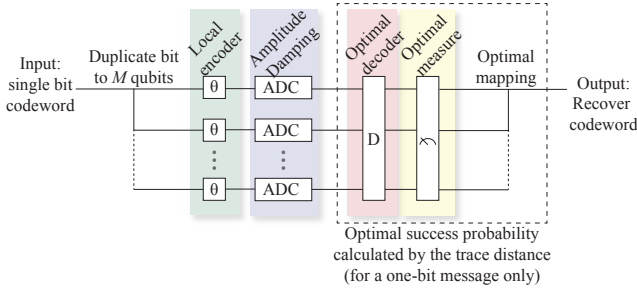 Local
encoder
Amplitude
Damping
Optimal
decoder
Optimal
measure
Input:
single bit
codeword
Duplicate bit
to M qubits
Optimal
mapping
Output:
Recover
codeword
θ
ADC
θ
ADC
D
θ
ADC
Optimal success probability
calculated by the trace distance
(for a one-bit message only)